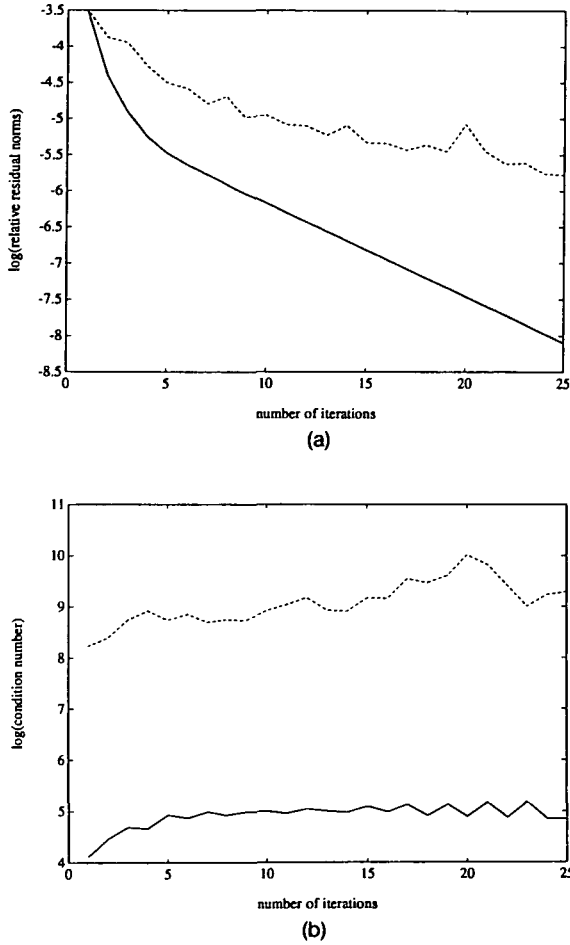 -3.5
-4
-4.5
-5
-5.5
-6
-6.5
-7
-7.5
-8
-8.5
log(relative residual norms)
0 5 10 15 20 25
number of iterations
(a)
11
10
9
8
7
6
5
4
log(condition number)
0 5 10 15 20 25
number of iterations
(b)